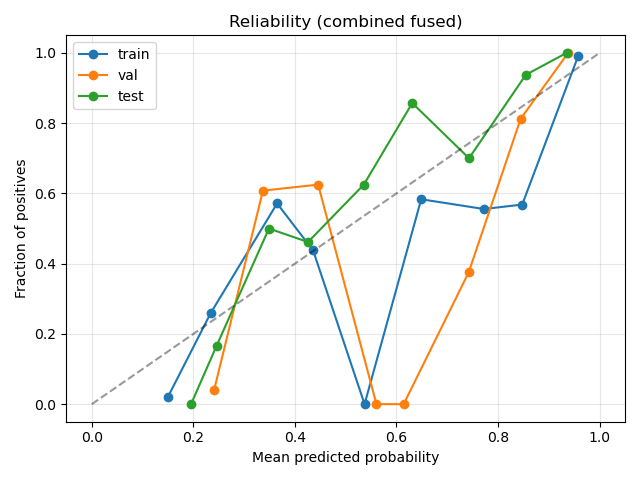 Reliability (combined fused)
train
val
test
1.0
0.8
0.6
0.4
0.2
0.0
Fraction of positives
0.0 0.2 0.4 0.6 0.8 1.0
Mean predicted probability